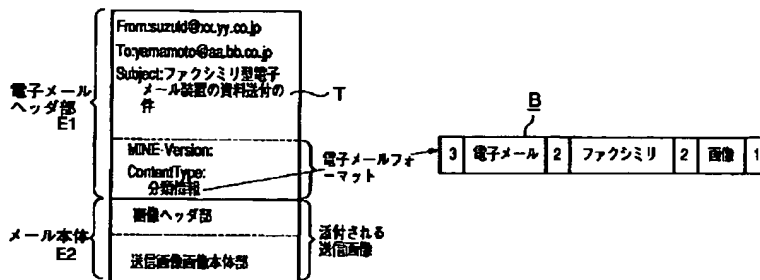 From:suzuki@xx.yy.co.jp
To:yamamoto@aa.bb.co.jp
Subject:ファクシミリ型電子
メール装置の資料送付の
件
T
電子メール
ヘッダ部
E1
MINE-Version:
ContentType:
分類情報
電子メールフォ
ーマット
B
3 電子メール 2 ファクシミリ 2 画像 1
メール本体
E2
画像ヘッダ部
送信画像画像本体部
添付される
送信画像